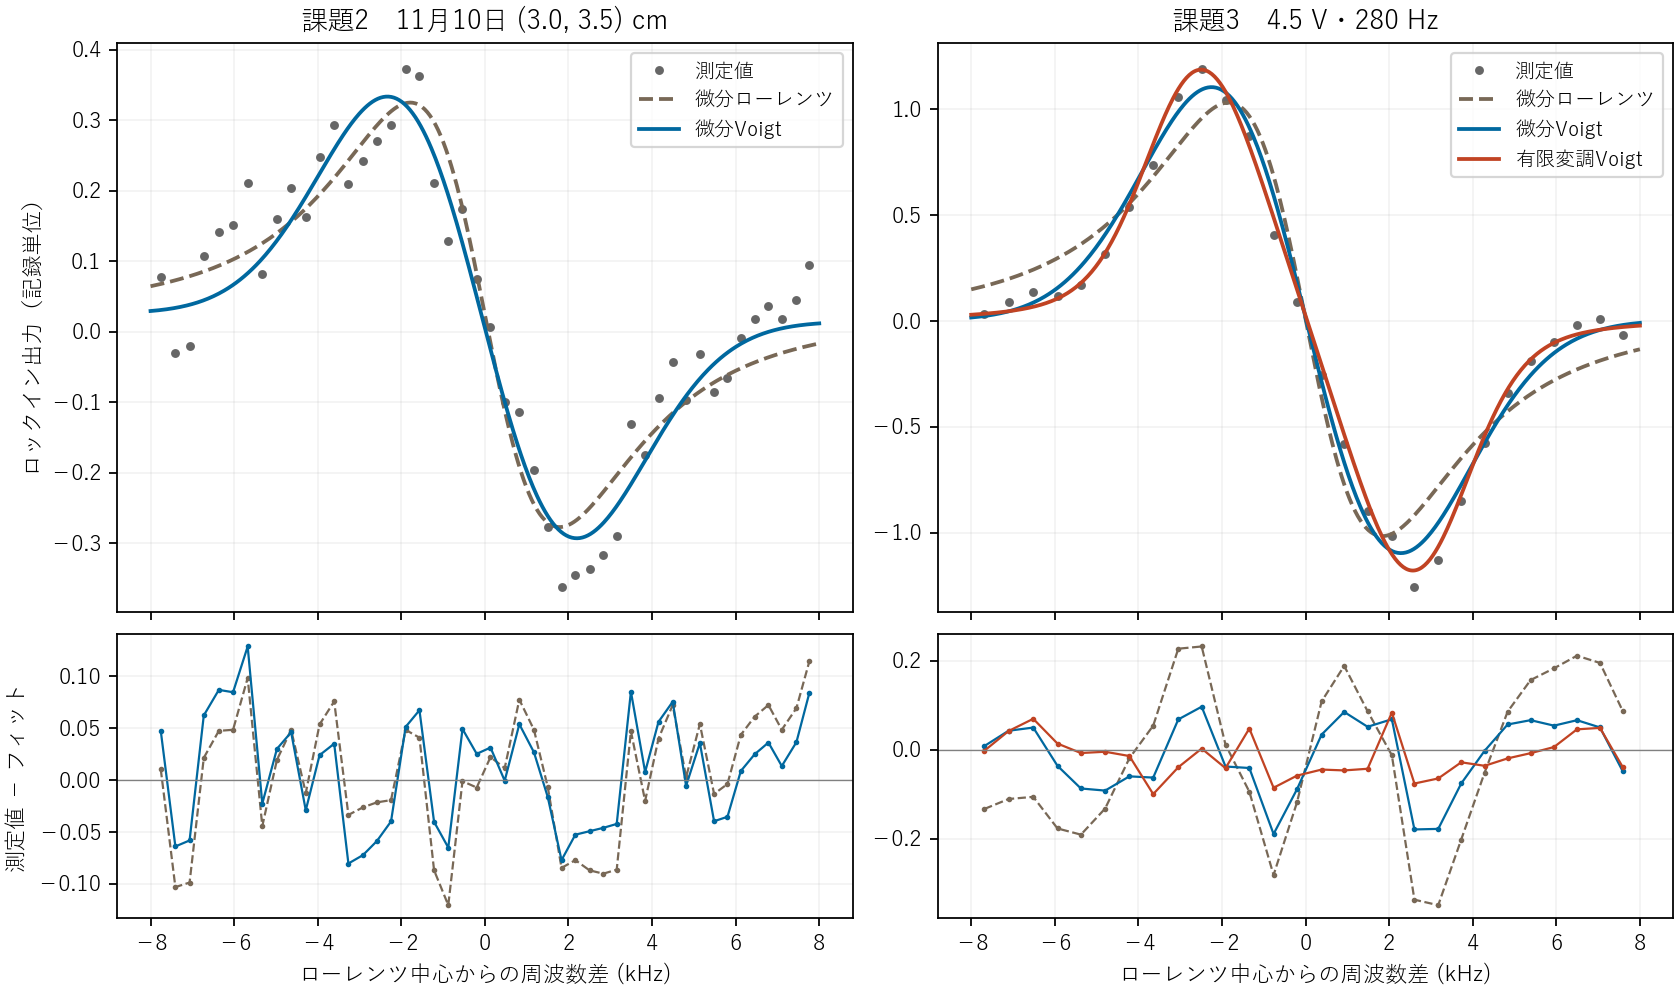 課題2　11月10日 (3.0, 3.5) cm
測定値
微分ローレンツ
微分Voigt
0.4
0.3
0.2
0.1
0.0
−0.1
−0.2
−0.3
ロックイン出力（記録単位）
課題3　4.5 V・280 Hz
測定値
微分ローレンツ
微分Voigt
有限変調Voigt
1.0
0.5
0.0
−0.5
−1.0
0.10
0.05
0.00
−0.05
−0.10
測定値 − フィット
−8 −6 −4 −2 0 2 4 6 8
ローレンツ中心からの周波数差 (kHz)
0.2
0.0
−0.2
−8 −6 −4 −2 0 2 4 6 8
ローレンツ中心からの周波数差 (kHz)